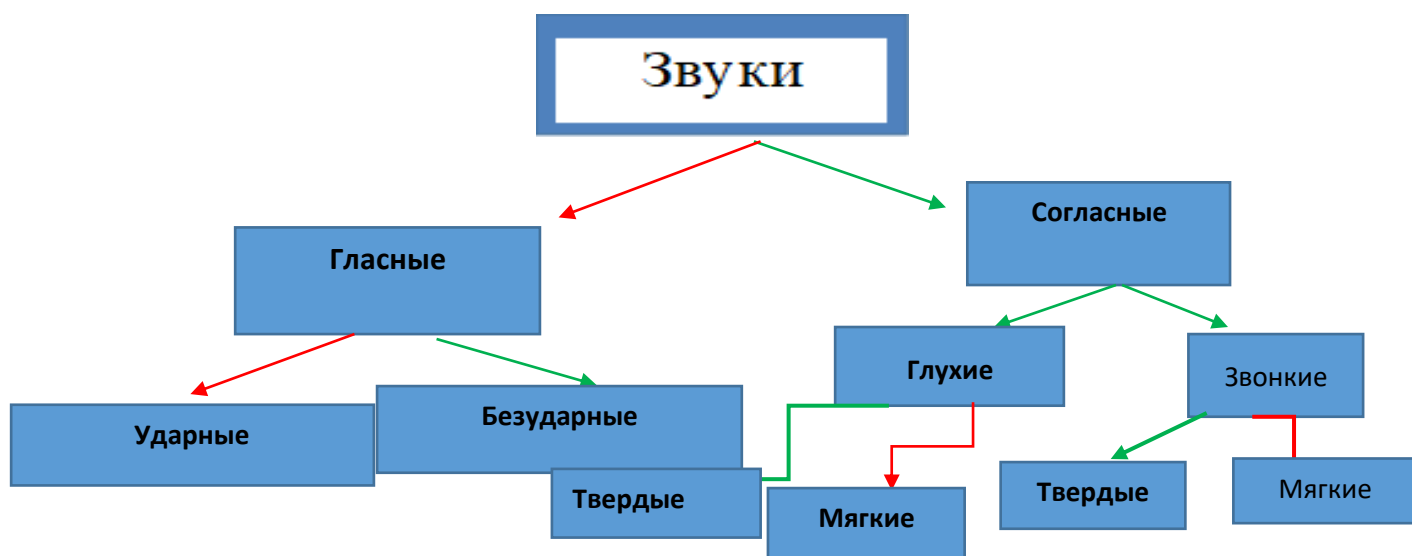 Звуки
Согласные
Гласные
Глухие
Звонкие
Ударные
Безударные
Твердые
Мягкие
Твердые
Мягкие